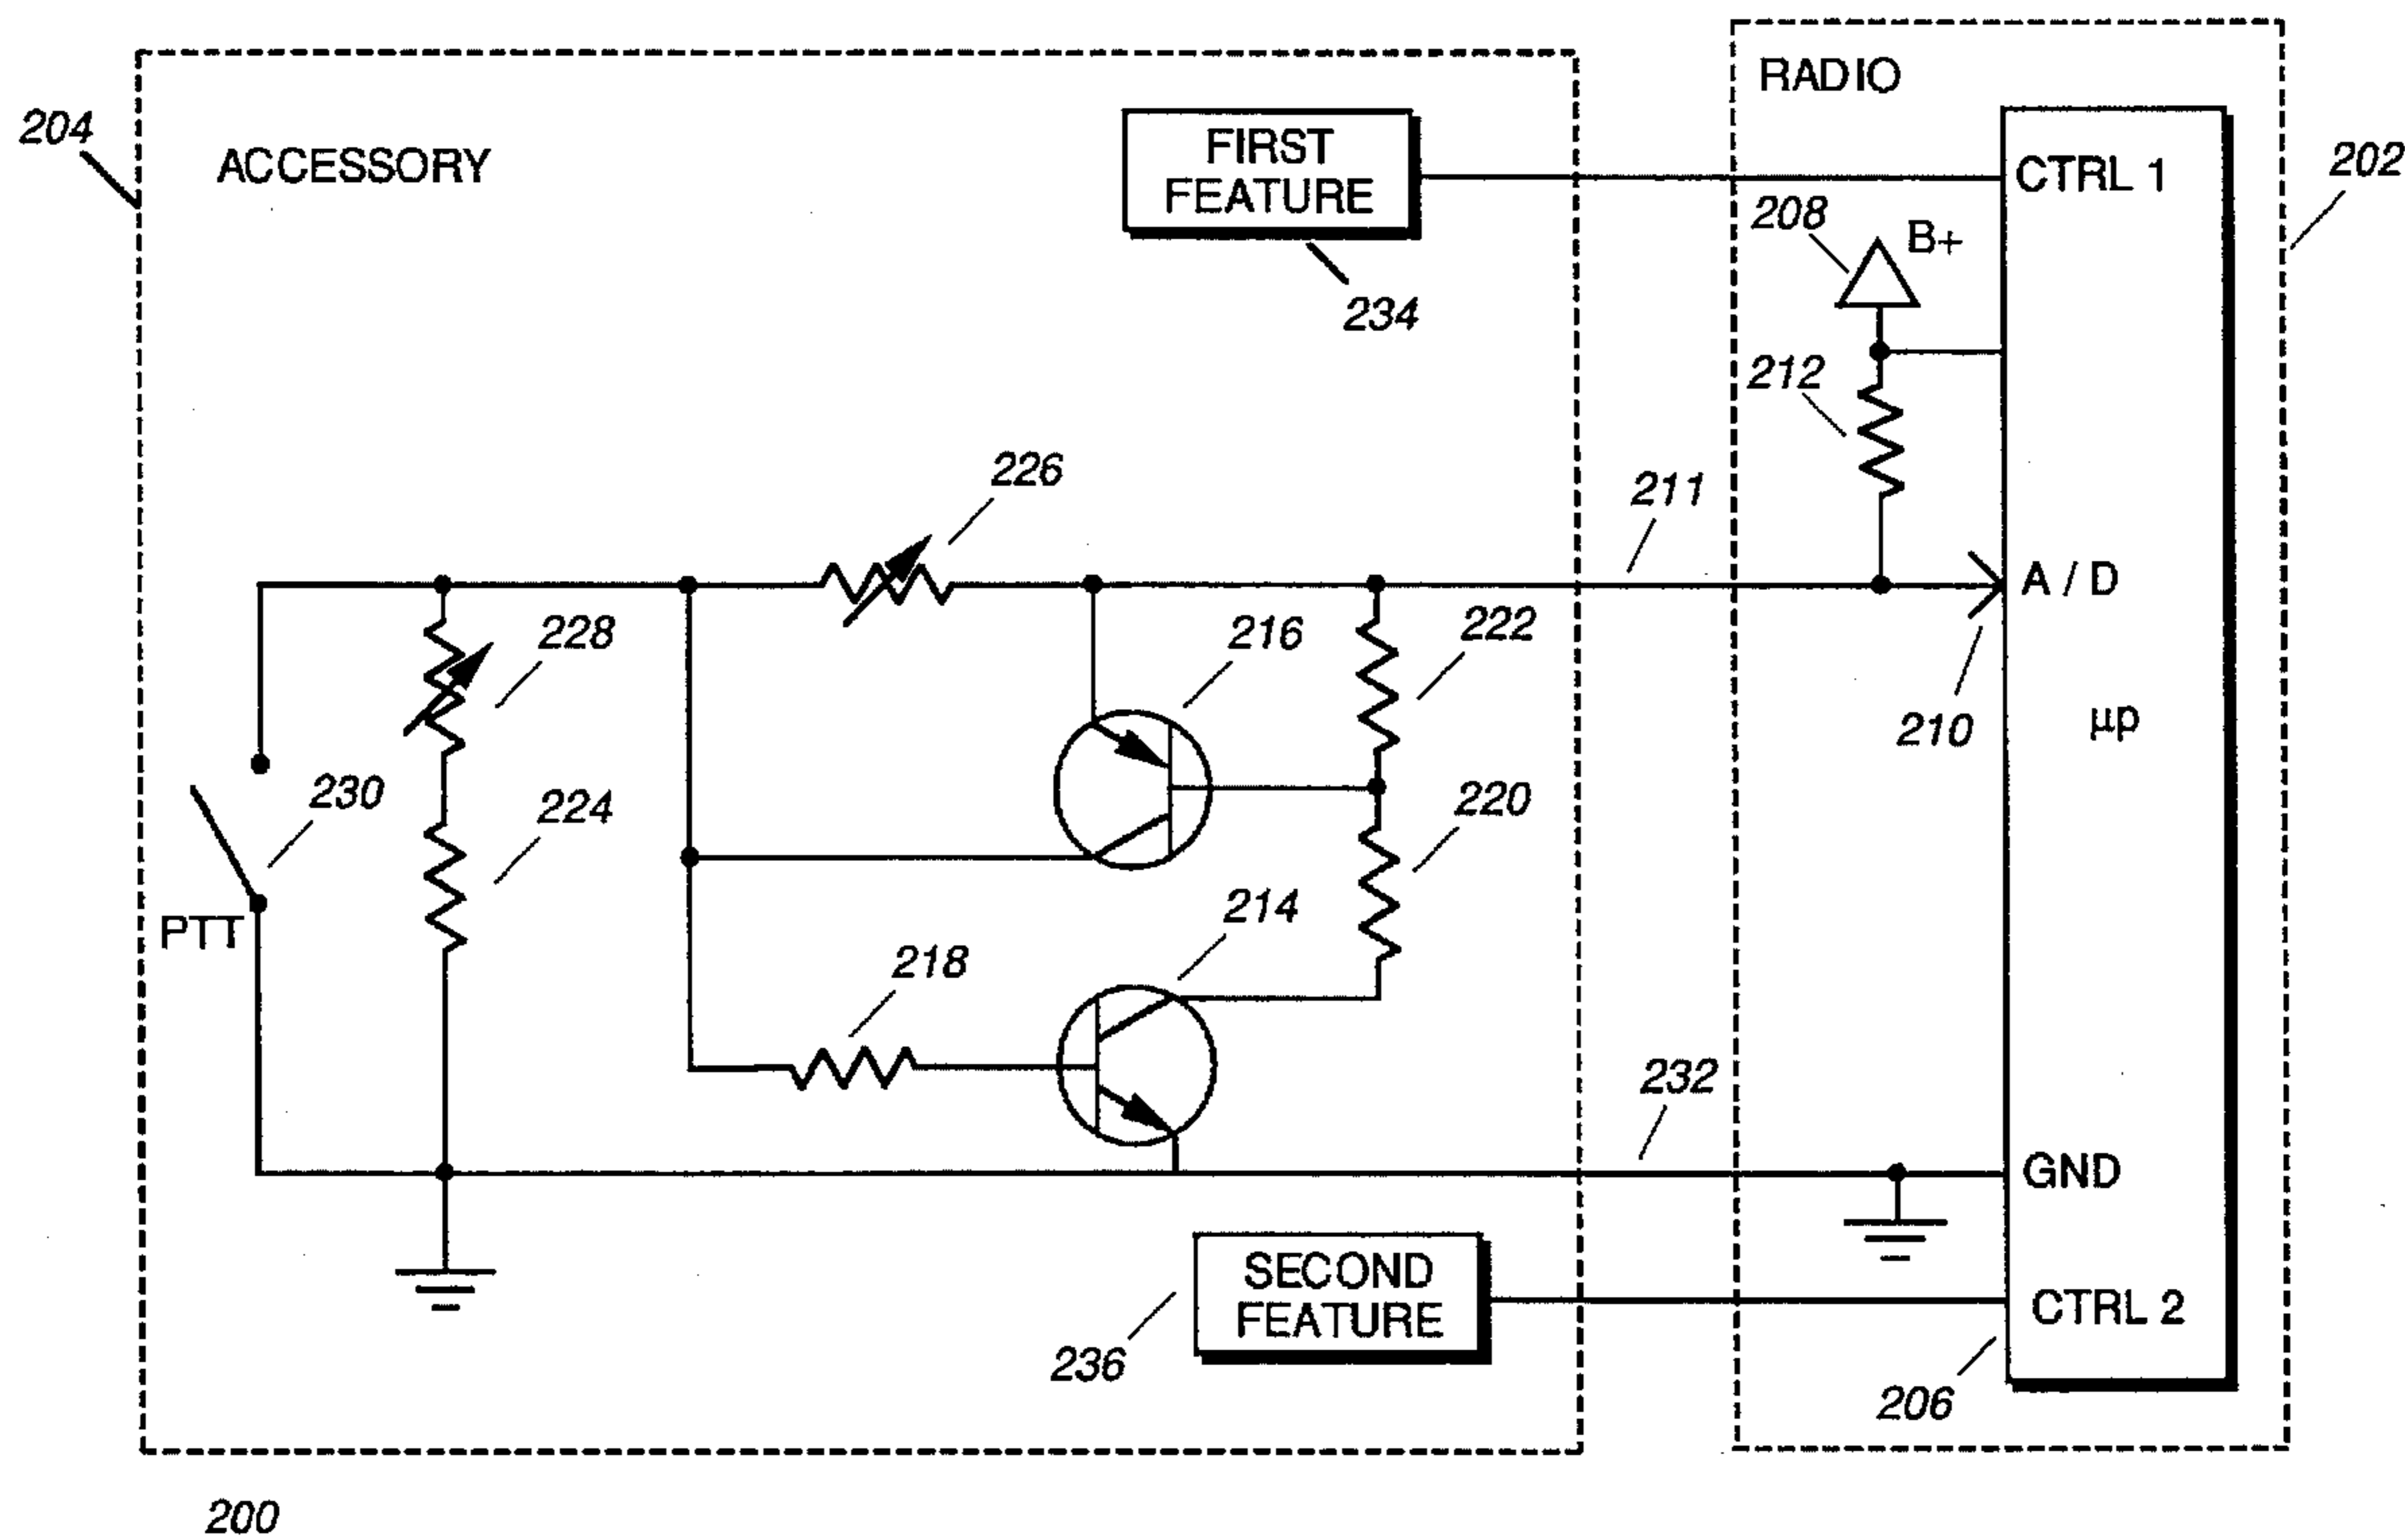 RADIO
204
ACCESSORY
FIRST
FEATURE
CTRL 1
202
208
B+
234
212
226
211
A / D
228
216
222
210
μp
230
224
220
PTT
214
218
232
GND
SECOND
FEATURE
CTRL 2
236
206
200